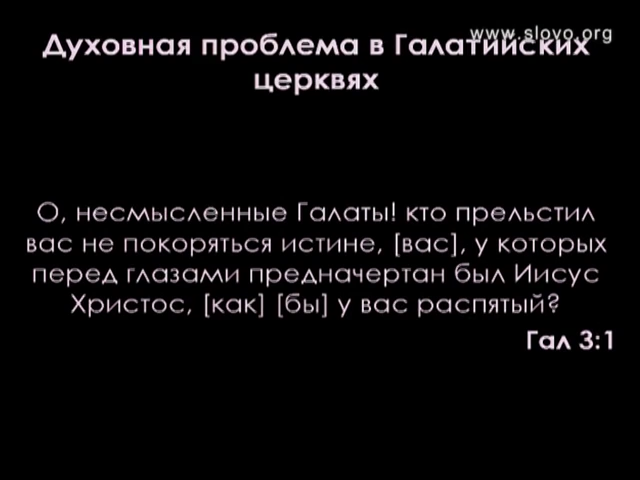 www.slovo.org
Духовная проблема в Галатийских
церквях
О, несмысленные Галаты! кто прельстил
вас не покоряться истине, [вас], у которых
перед глазами предначертан был Иисус
Христос, [как] [бы] у вас распятый?
Гал 3:1